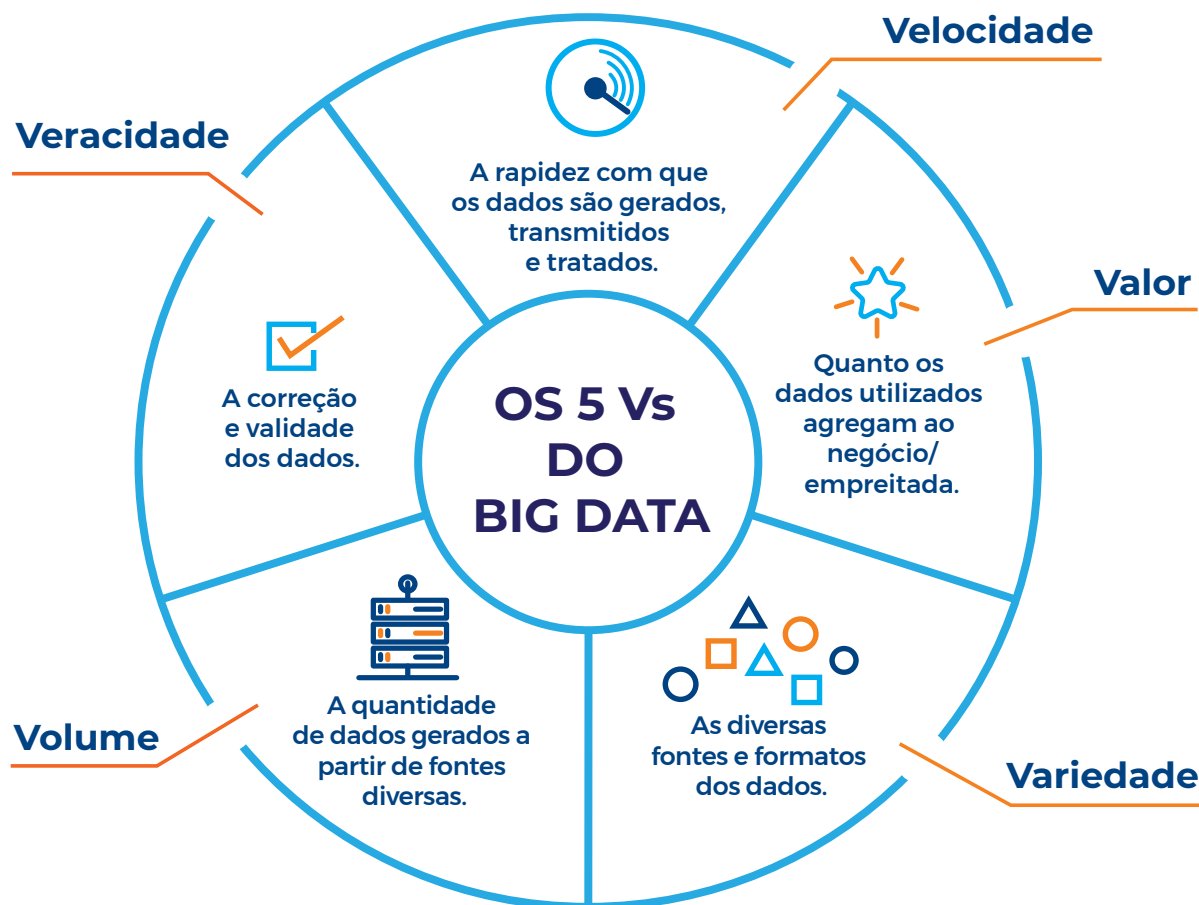 Velocidade
A rapidez com que
os dados são gerados,
transmitidos
e tratados.
Valor
Quanto os
dados utilizados
agregam ao
negócio/
empreitada.
Variedade
As diversas
fontes e formatos
dos dados.
Volume
A quantidade
de dados gerados a
partir de fontes
diversas.
Veracidade
A correção
e validade
dos dados.
OS 5 Vs
DO
BIG DATA